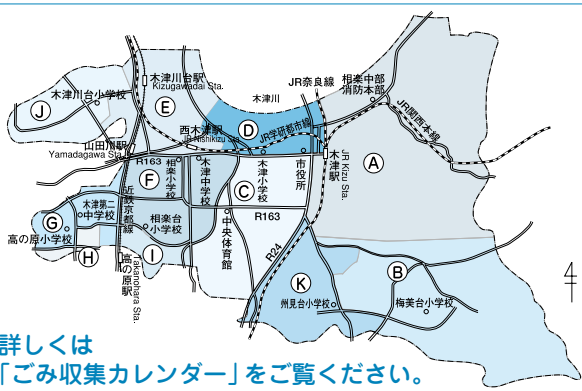 木津川台駅
Kizugawadai Sta.
木津川台小学校
J
E
木津川
JR奈良線
相楽中部
消防本部
JR関西本線
西木津駅
JR Nishikizu Sta.
D
JR学研都市線
山田川駅
Yamadagawa Sta.
R163
F
相楽小学校
木津中学校
C
木津小学校
市役所
木津駅
JR Kizu Sta.
A
近鉄京都線
木津第二
中学校
G
高の原小学校
H
相楽台
小学校
I
高の原駅
Takanohara Sta.
中央体育館
R163
R24
K
州見台小学校
B
梅美台小学校
詳しくは
「ごみ収集カレンダー」をご覧ください。